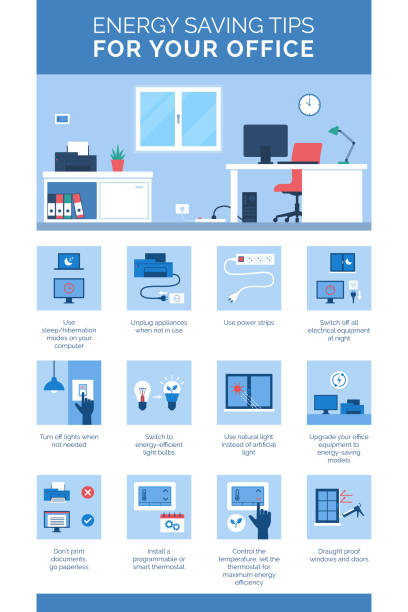 ENERGY SAVING TIPS
FOR YOUR OFFICE
Use
sleep/hibernation
modes on your
computer
Unplug appliances
when not in use
Use power strips
Switch off all
electrical equipment
at night
Turn off lights when
not needed
Switch to
energy-efficient
light bulbs
Use natural light
instead of artificial
light
Upgrade your office
equipment to
energy-saving
models
Don't print
documents,
go paperless
Install a
programmable or
smart thermostat
Control the
temperature: set the
thermostat for
maximum energy
efficiency
Draught proof
windows and doors